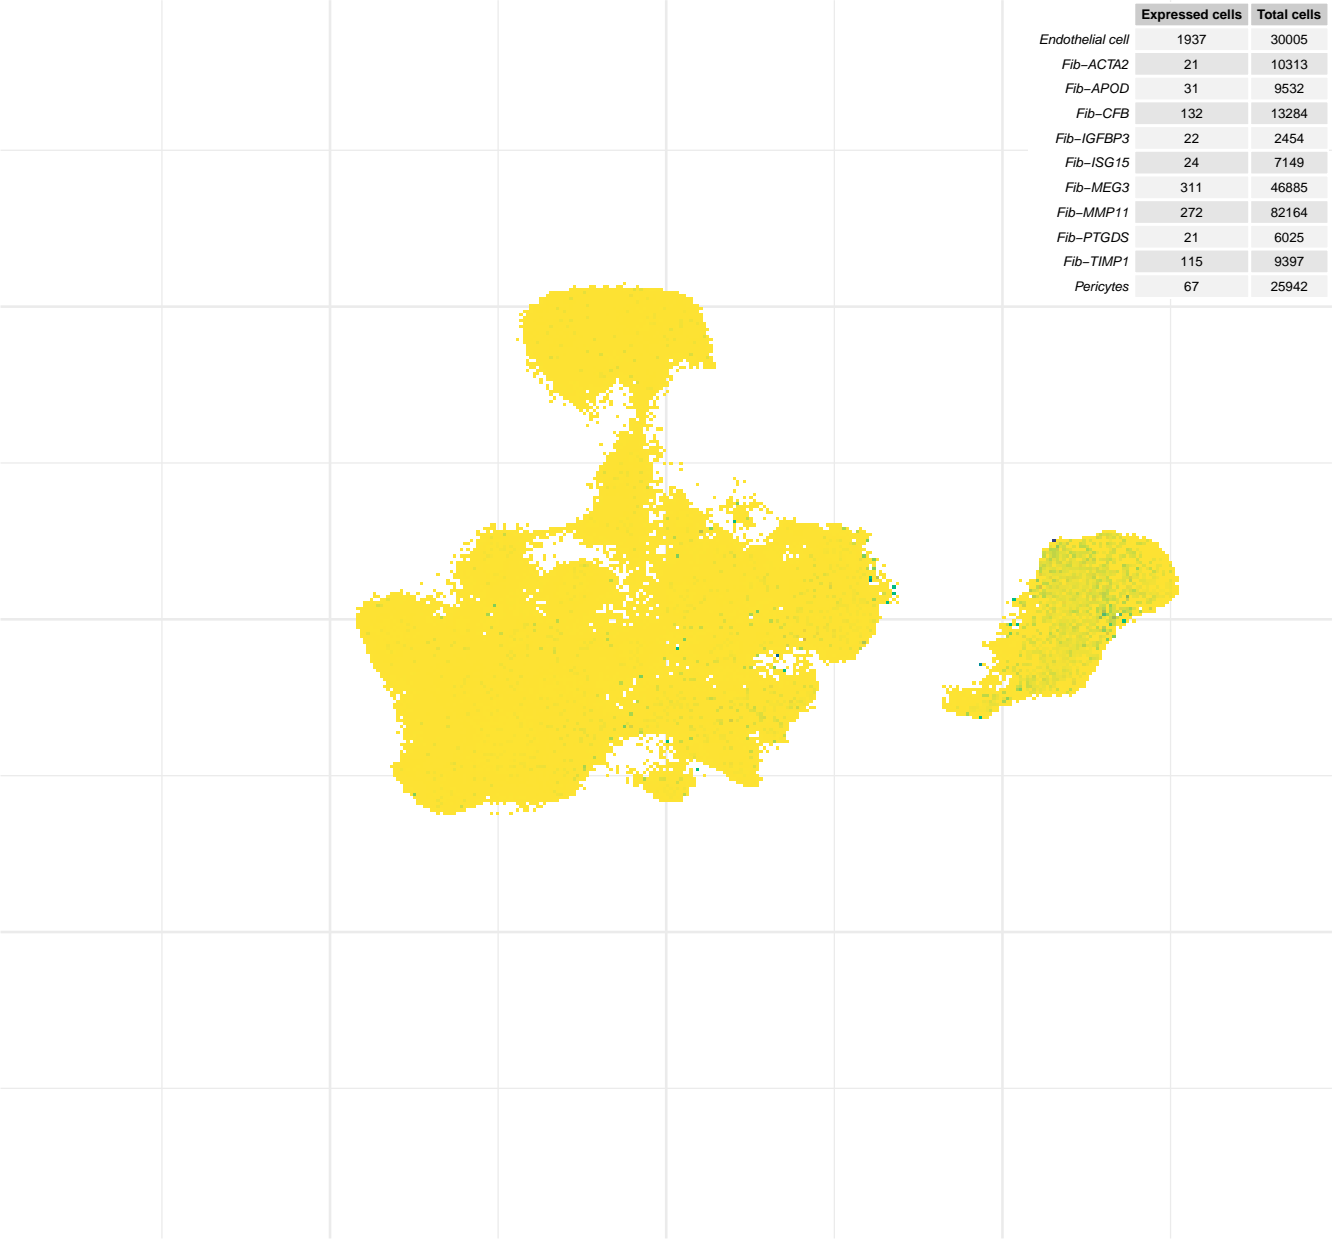 Expressed cells Total cells
Endothelial cell 1937 30005
Fib−ACTA2 21 10313
Fib−APOD 31 9532
Fib−CFB 132 13284
Fib−IGFBP3 22 2454
Fib−ISG15 24 7149
Fib−MEG3 311 46885
Fib−MMP11 272 82164
Fib−PTGDS 21 6025
Fib−TIMP1 115 9397
Pericytes 67 25942